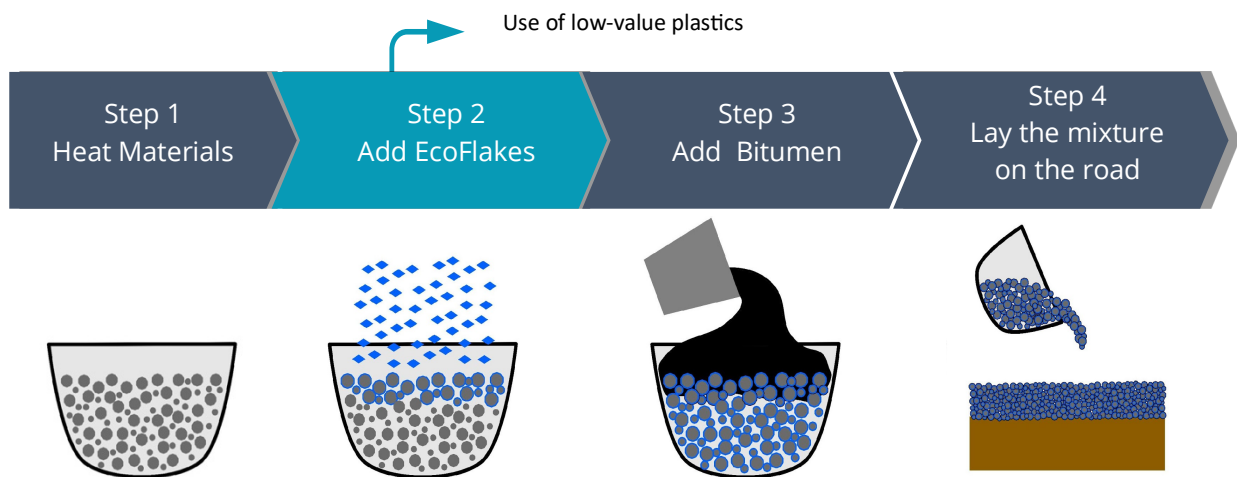 Use of low-value plastics
Step 1
Heat Materials
Step 2
Add EcoFlakes
Step 3
Add Bitumen
Step 4
Lay the mixture
on the road